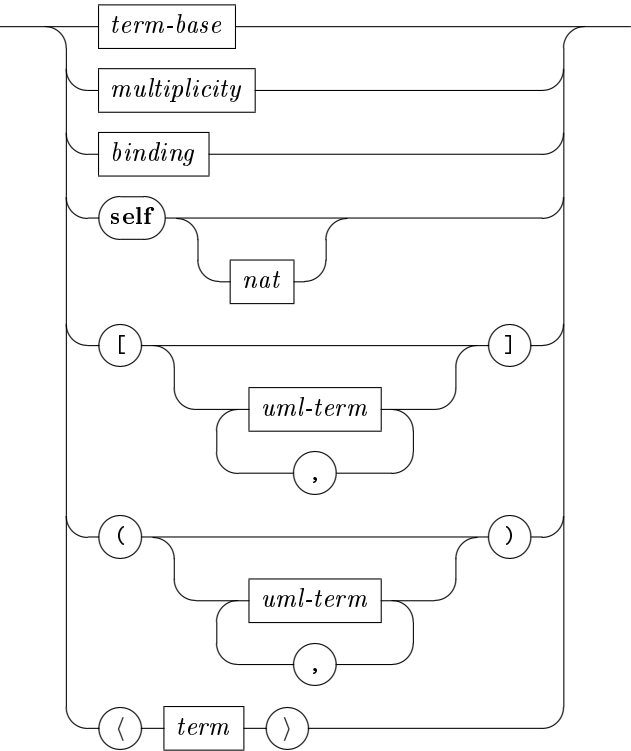 term-base
multiplicity
binding
self
nat
[ ]
uml-term
,
( )
uml-term
,
⟨ term ⟩